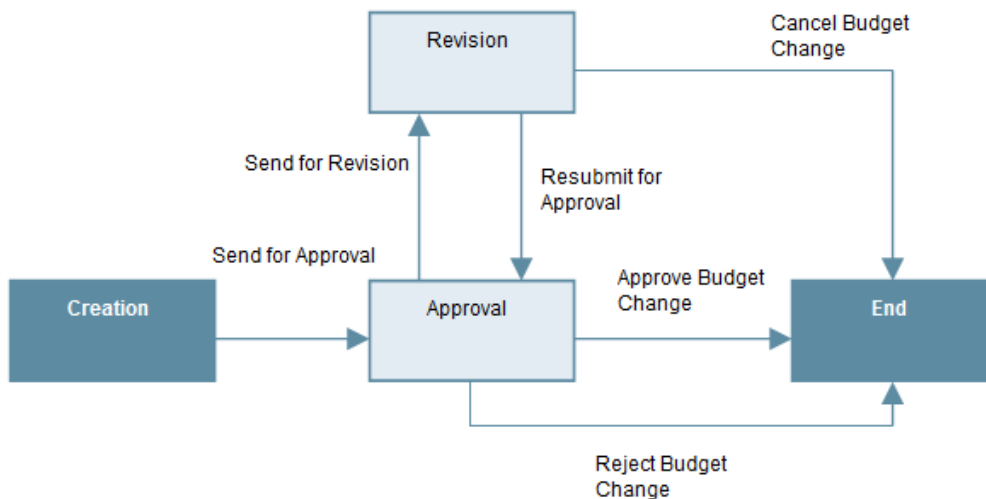 Revision
Cancel Budget
Change
Send for Revision
Resubmit for
Approval
Send for Approval
Creation
Approval
Approve Budget
Change
End
Reject Budget
Change